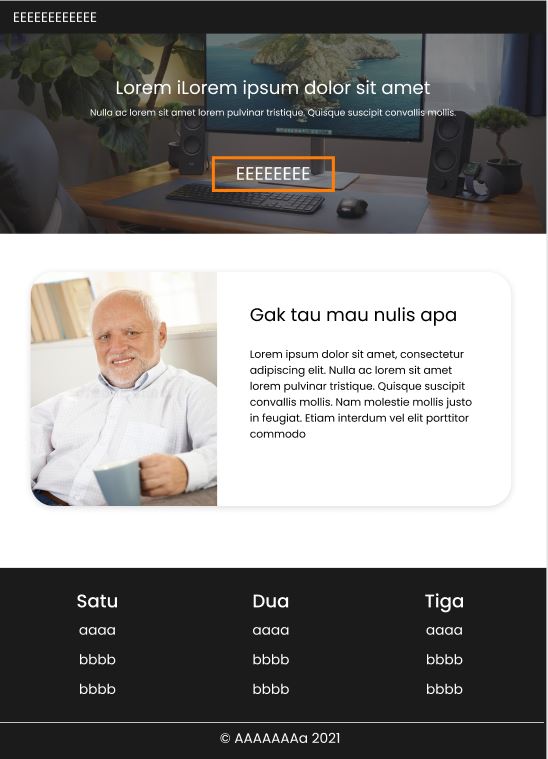 EEEEEEEEEEEEE
Lorem iLorem ipsum dolor sit amet
Nulla ac lorem sit amet lorem pulvinar tristique. Quisque suscipit convallis mollis.
EEEEEEEE
Gak tau mau nulis apa
Lorem ipsum dolor sit amet, consectetur
adipiscing elit. Nulla ac lorem sit amet
lorem pulvinar tristique. Quisque suscipit
convallis mollis. Nam molestie mollis justo
in feugiat. Etiam interdum vel elit porttitor
commodo
Satu Dua Tiga
aaaa aaaa aaaa
bbbb bbbb bbbb
bbbb bbbb bbbb
© AAAAAAAa 2021